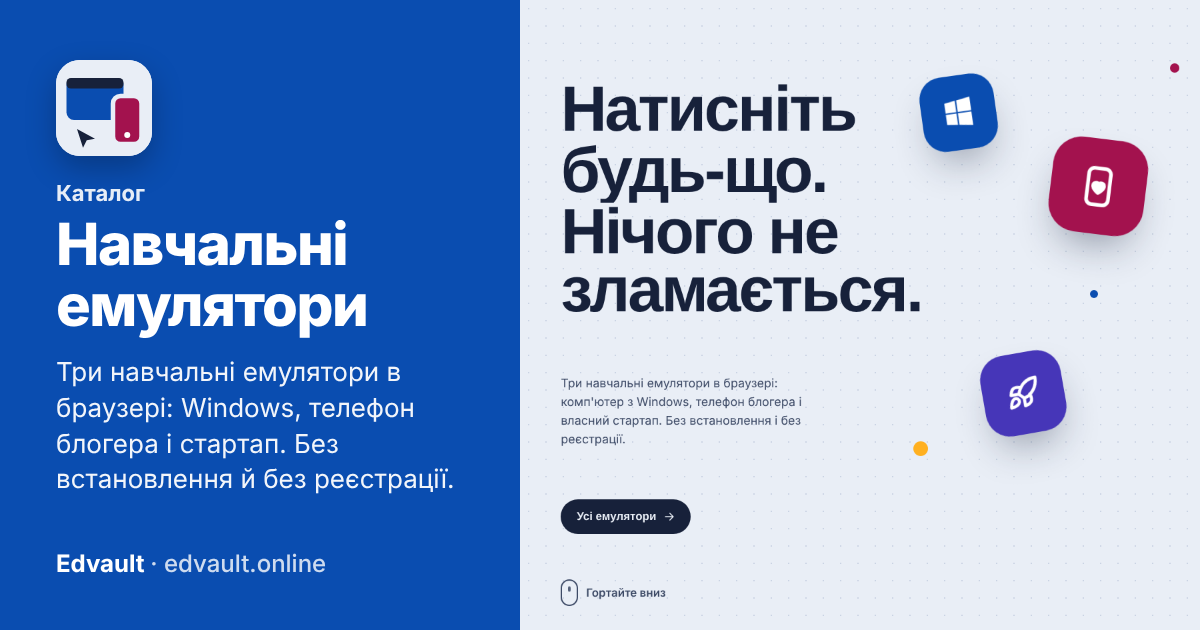 Каталог
Навчальні
емулятори
Три навчальні емулятори в
браузері: Windows, телефон
блогера і стартап. Без
встановлення й без реєстрації.
Edvault · edvault.online
Натисніть
будь-що.
Нічого не
зламається.
Три навчальні емулятори в браузері:
комп'ютер з Windows, телефон блогера і
власний стартап. Без встановлення і без
реєстрації.
Усі емулятори →
Гортайте вниз